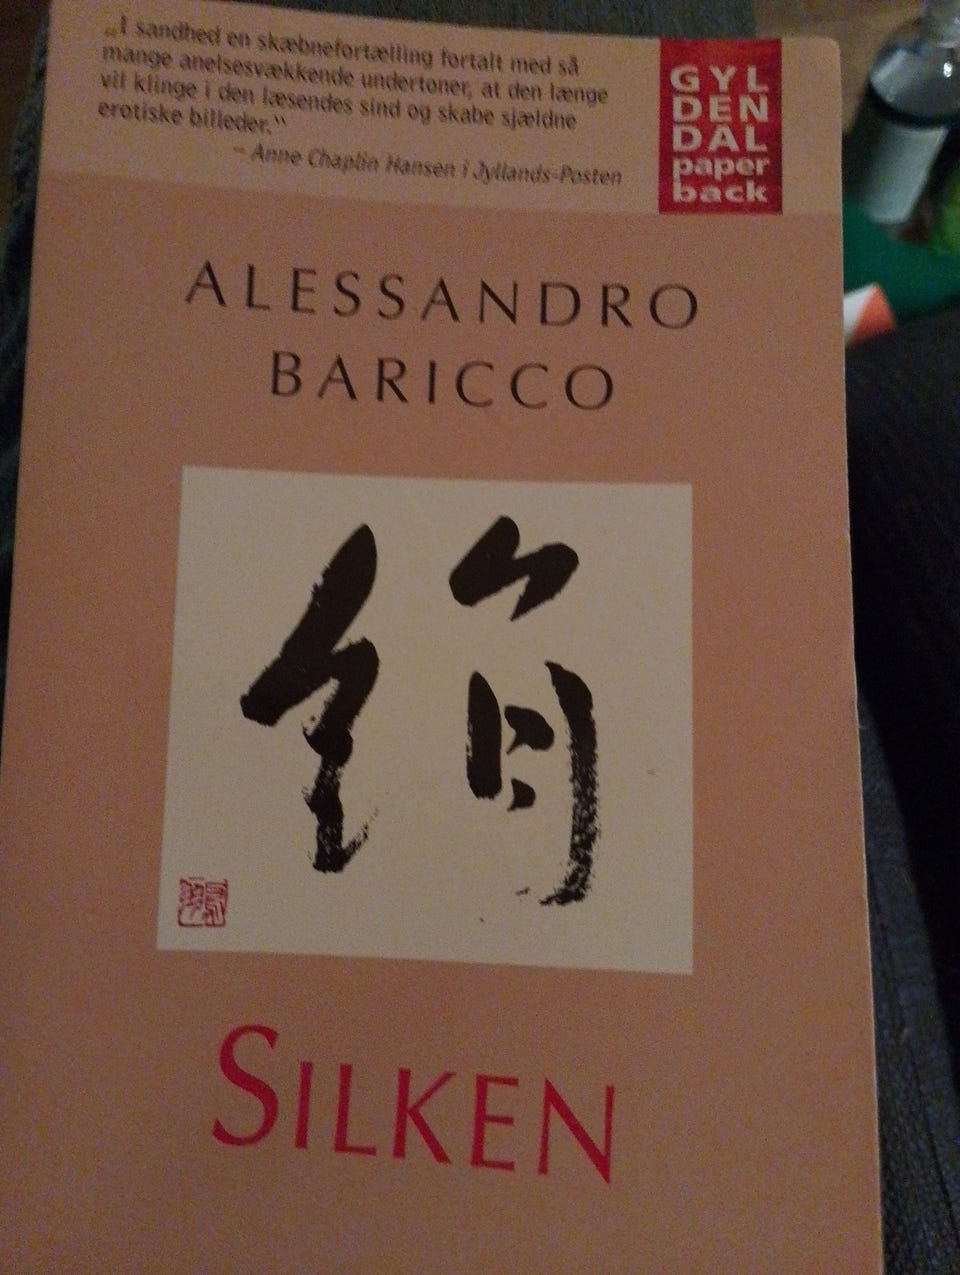 „I sandhed en skæbnefortælling fortalt med så
mange anelsesvækkende undertoner, at den længe
vil klinge i den læsendes sind og skabe sjældne
erotiske billeder.“
– Anne Chaplin Hansen i Jyllands-Posten
GYL
DEN
DAL
paper
back
ALESSANDRO
BARICCO
絹
SILKEN